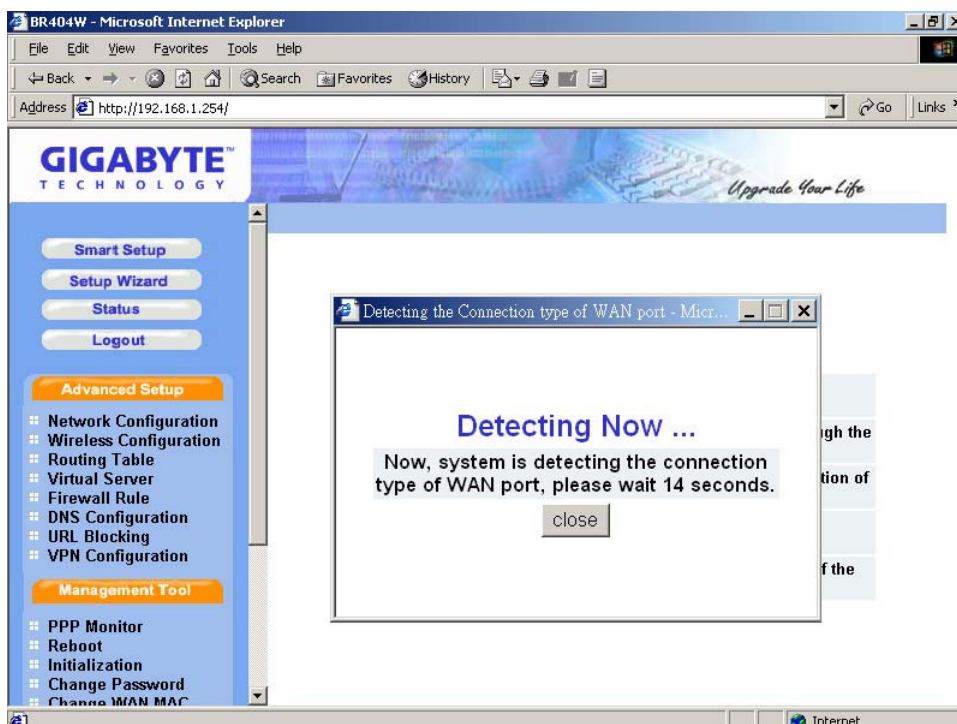 BR404W - Microsoft Internet Explorer
File Edit View Favorites Tools Help
Back Search Favorites History
Address http://192.168.1.254/ Go Links
GIGABYTE™
TECHNOLOGY
Upgrade Your Life
Smart Setup
Setup Wizard
Status
Logout
Advanced Setup
Network Configuration
Wireless Configuration
Routing Table
Virtual Server
Firewall Rule
DNS Configuration
URL Blocking
VPN Configuration
Management Tool
PPP Monitor
Reboot
Initialization
Change Password
Change WAN MAC
Detecting the Connection type of WAN port - Micr...
Detecting Now ...
Now, system is detecting the connection
type of WAN port, please wait 14 seconds.
close
the
of
the
Internet